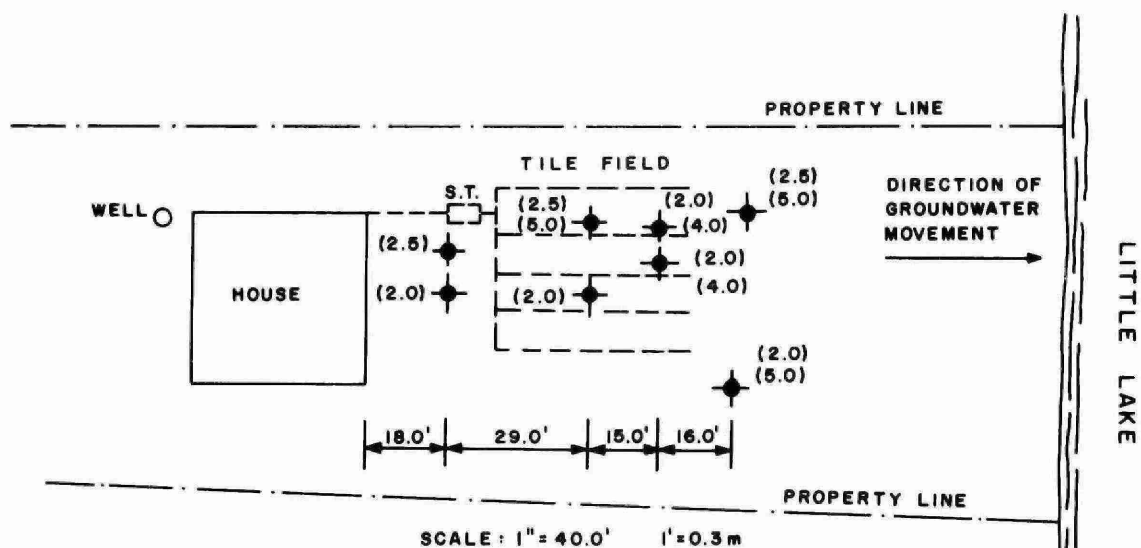 PROPERTY LINE
TILE FIELD
S.T.
WELL
HOUSE
(2.5)
(2.0)
(2.5)
(5.0)
(2.0)
(2.0)
(4.0)
(2.0)
(4.0)
(2.5)
(5.0)
(2.0)
(5.0)
DIRECTION OF
GROUNDWATER
MOVEMENT
LITTLE LAKE
18.0' 29.0' 15.0' 16.0'
PROPERTY LINE
SCALE: 1" = 40.0' 1' = 0.3 m